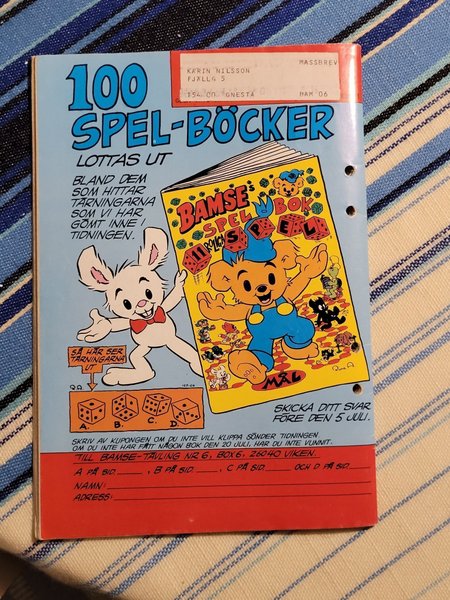 KARIN NILSSON MASSBREV
FJÄLLG 5
154 00 GNESTA BAM 06
100
SPEL-BÖCKER
LOTTAS UT
BLAND DEM
SOM HITTAR
TÄRNINGARNA
SOM VI HAR
GÖMT INNE I
TIDNINGEN.
BAMSE
SPEL BOK
11 SPEL
MÅL
SÅ HÄR SER
TÄRNINGARNA
UT
A. B. C. D.
SKICKA DITT SVAR
FÖRE DEN 5 JULI.
SKRIV AV KUPONGEN OM DU INTE VILL KLIPPA SÖNDER TIDNINGEN
OM DU INTE HAR FÅTT NÅGON BOK DEN 20 JULI, HAR DU INTE VUNNIT.
TILL BAMSE-TÄVLING NR 6, BOX 6, 26040 VIKEN.
A PÅ SID. , B PÅ SID. , C PÅ SID. OCH D PÅ SID.
NAMN:
ADRESS: